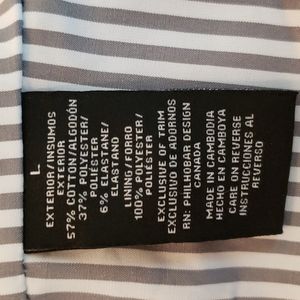 L
EXTERIOR/INSUMOS
EXTERIOR
57% COTTON/ALGODÓN
37% POLYESTER/
POLIÉSTER
6% ELASTANE/
ELASTANO
LINING/FORRO
100% POLYESTER/
POLIÉSTER
EXCLUSIVE OF TRIM
EXCLUSIVO DE ADORNOS
RN: PHILHOBAR DESIGN
CANADA
MADE IN CAMBODIA
HECHO EN CAMBOYA
CARE ON REVERSE
INSTRUCCIONES AL
REVERSO